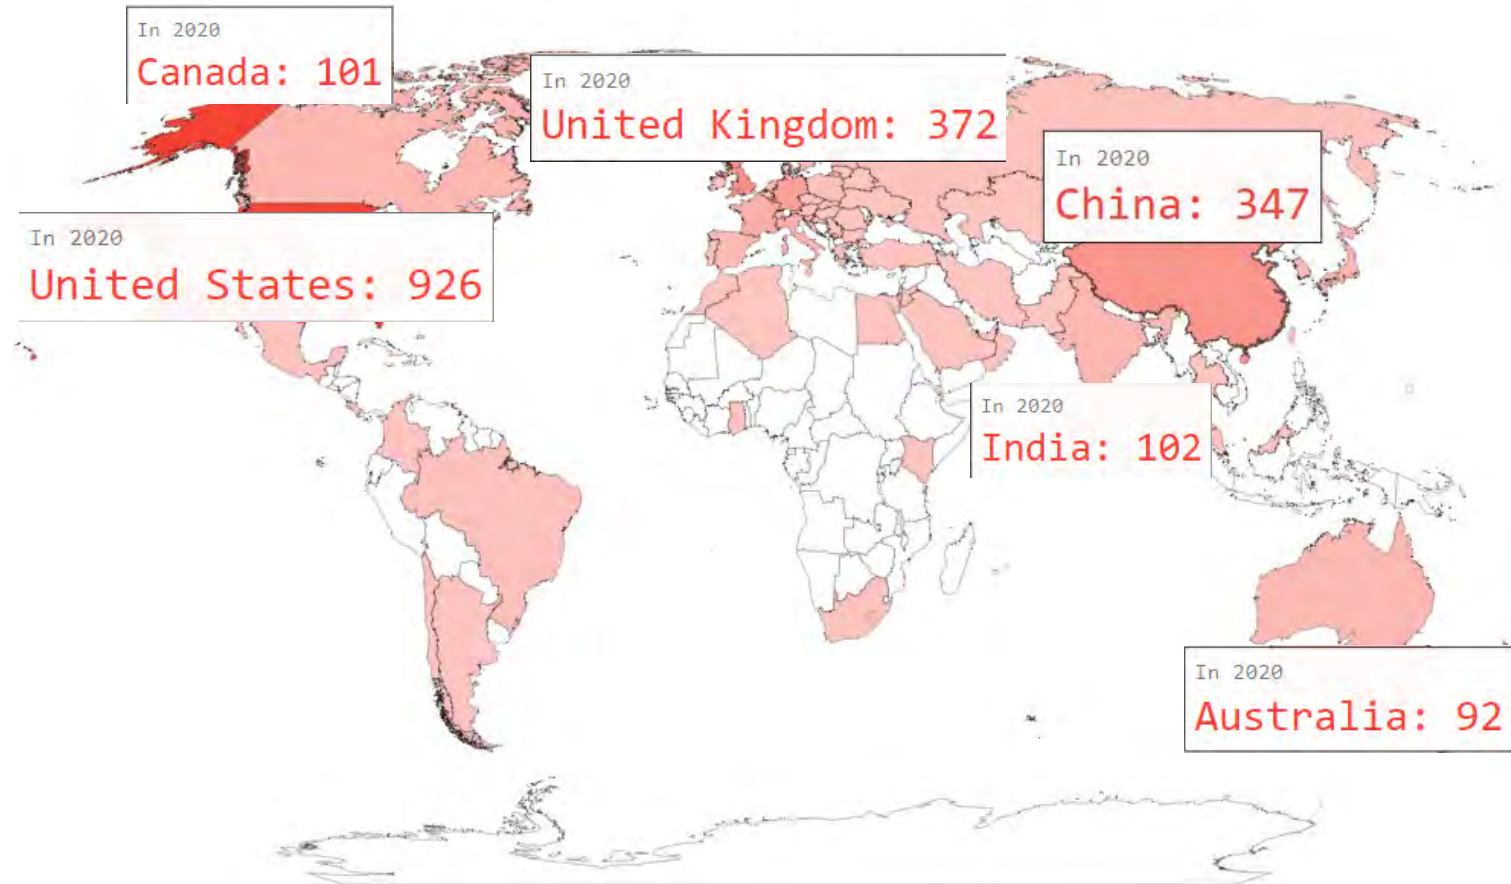 In 2020
Canada: 101
In 2020
United Kingdom: 372
In 2020
China: 347
In 2020
United States: 926
In 2020
India: 102
In 2020
Australia: 92